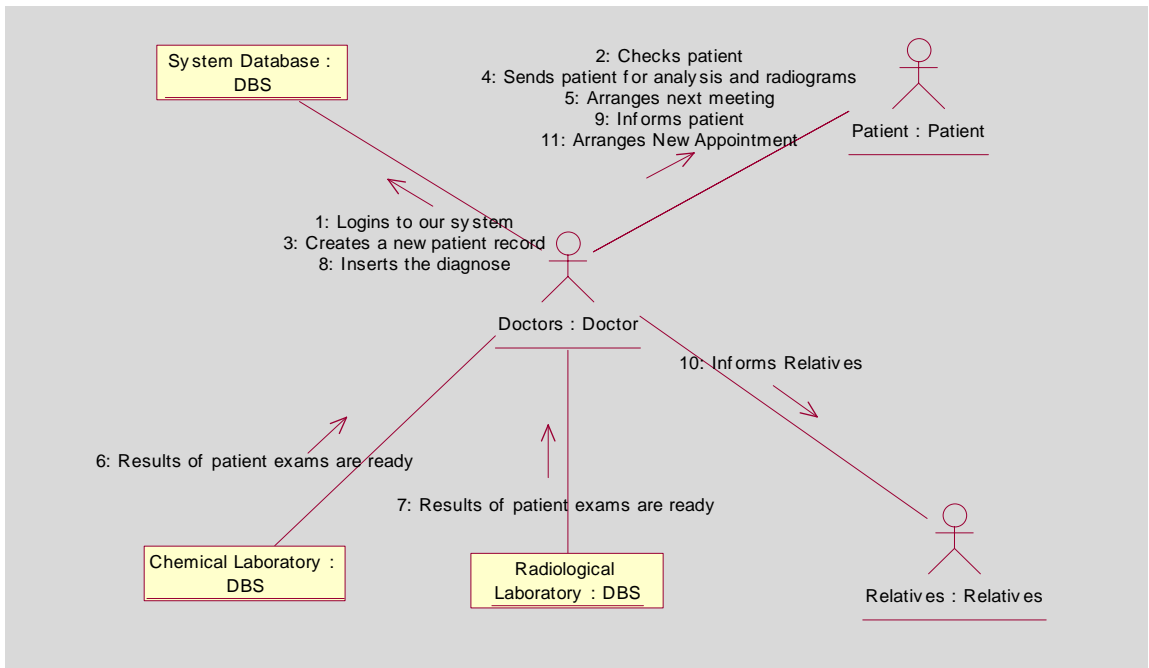 System Database :
DBS
2: Checks patient
4: Sends patient for analysis and radiograms
5: Arranges next meeting
9: Informs patient
11: Arranges New Appointment
Patient : Patient
1: Logins to our system
3: Creates a new patient record
8: Inserts the diagnose
Doctors : Doctor
10: Informs Relatives
6: Results of patient exams are ready
7: Results of patient exams are ready
Chemical Laboratory :
DBS
Radiological
Laboratory : DBS
Relatives : Relatives